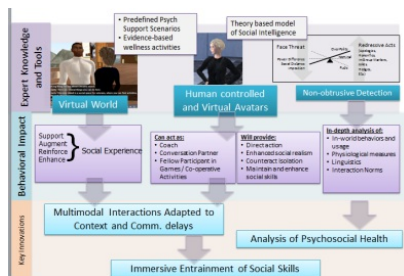 Expert Knowledge
and Tools
• Predefined Psych
Support Scenarios
• Evidence-based
wellness activities
Theory based model
of Social Intelligence
Face Threat
Redressive Acts
Virtual World
Human controlled
and Virtual Avatars
Non-obtrusive Detection
Behavioral Impact
Support
Augment
Reinforce
Enhance
Social Experience
Can act as:
• Coach
• Conversation Partner
• Fellow Participant in
Games / Co-operative
Activities
Will provide:
• Direct action
• Enhanced social realism
• Counteract isolation
• Maintain and enhance
social skills
In-depth analysis of:
• In-world behaviors and
usage
• Physiological measures
• Linguistics
• Interaction Norms
Key Innovations
Multimodal Interactions Adapted to
Context and Comm. delays
Analysis of Psychosocial Health
Immersive Entrainment of Social Skills